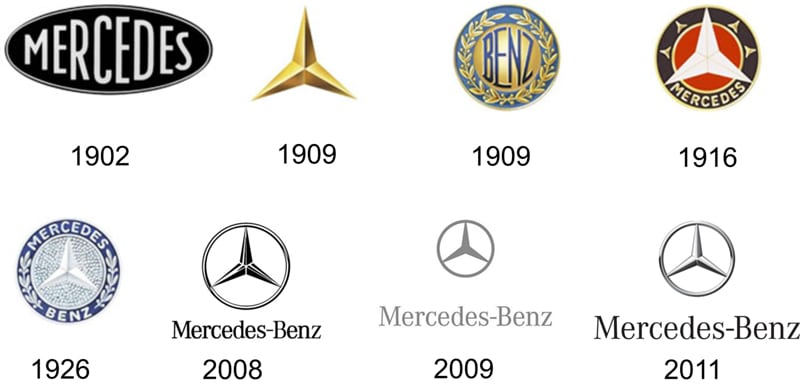 MERCEDES
BENZ
MERCEDES
1902
1909
1909
1916
MERCEDES
BENZ
Mercedes-Benz
Mercedes-Benz
Mercedes-Benz
1926
2008
2009
2011